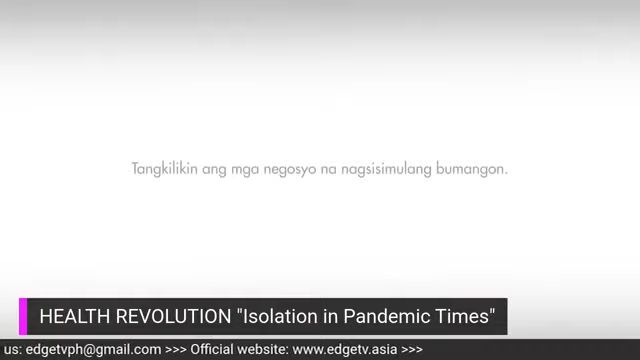 Tangkilikin ang mga negosyo na nagsisimulang bumangon.
HEALTH REVOLUTION "Isolation in Pandemic Times"
us: edgetvph@gmail.com >>> Official website: www.edgetv.asia >>>